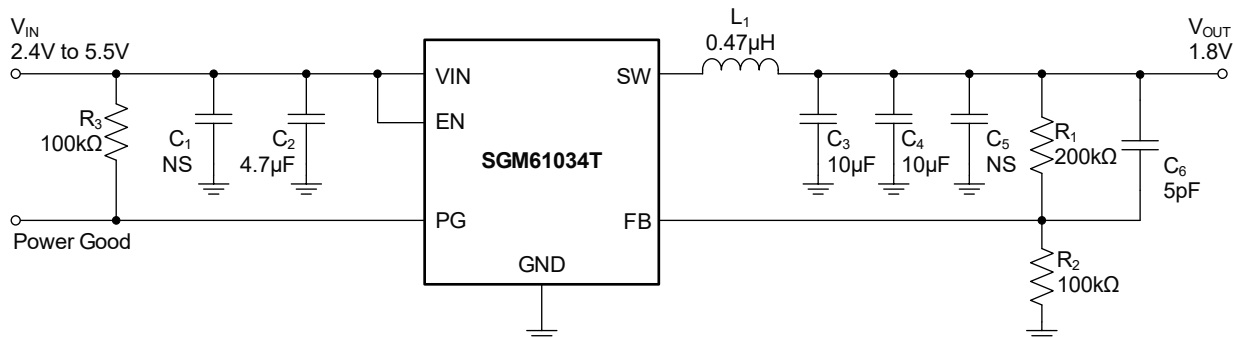 VIN
2.4V to 5.5V
R3
100kΩ
C1
NS
C2
4.7µF
Power Good
VIN
EN
PG
SGM61034T
SW
FB
GND
L1
0.47µH
C3
10µF
C4
10µF
C5
NS
R1
200kΩ
C6
5pF
R2
100kΩ
VOUT
1.8V